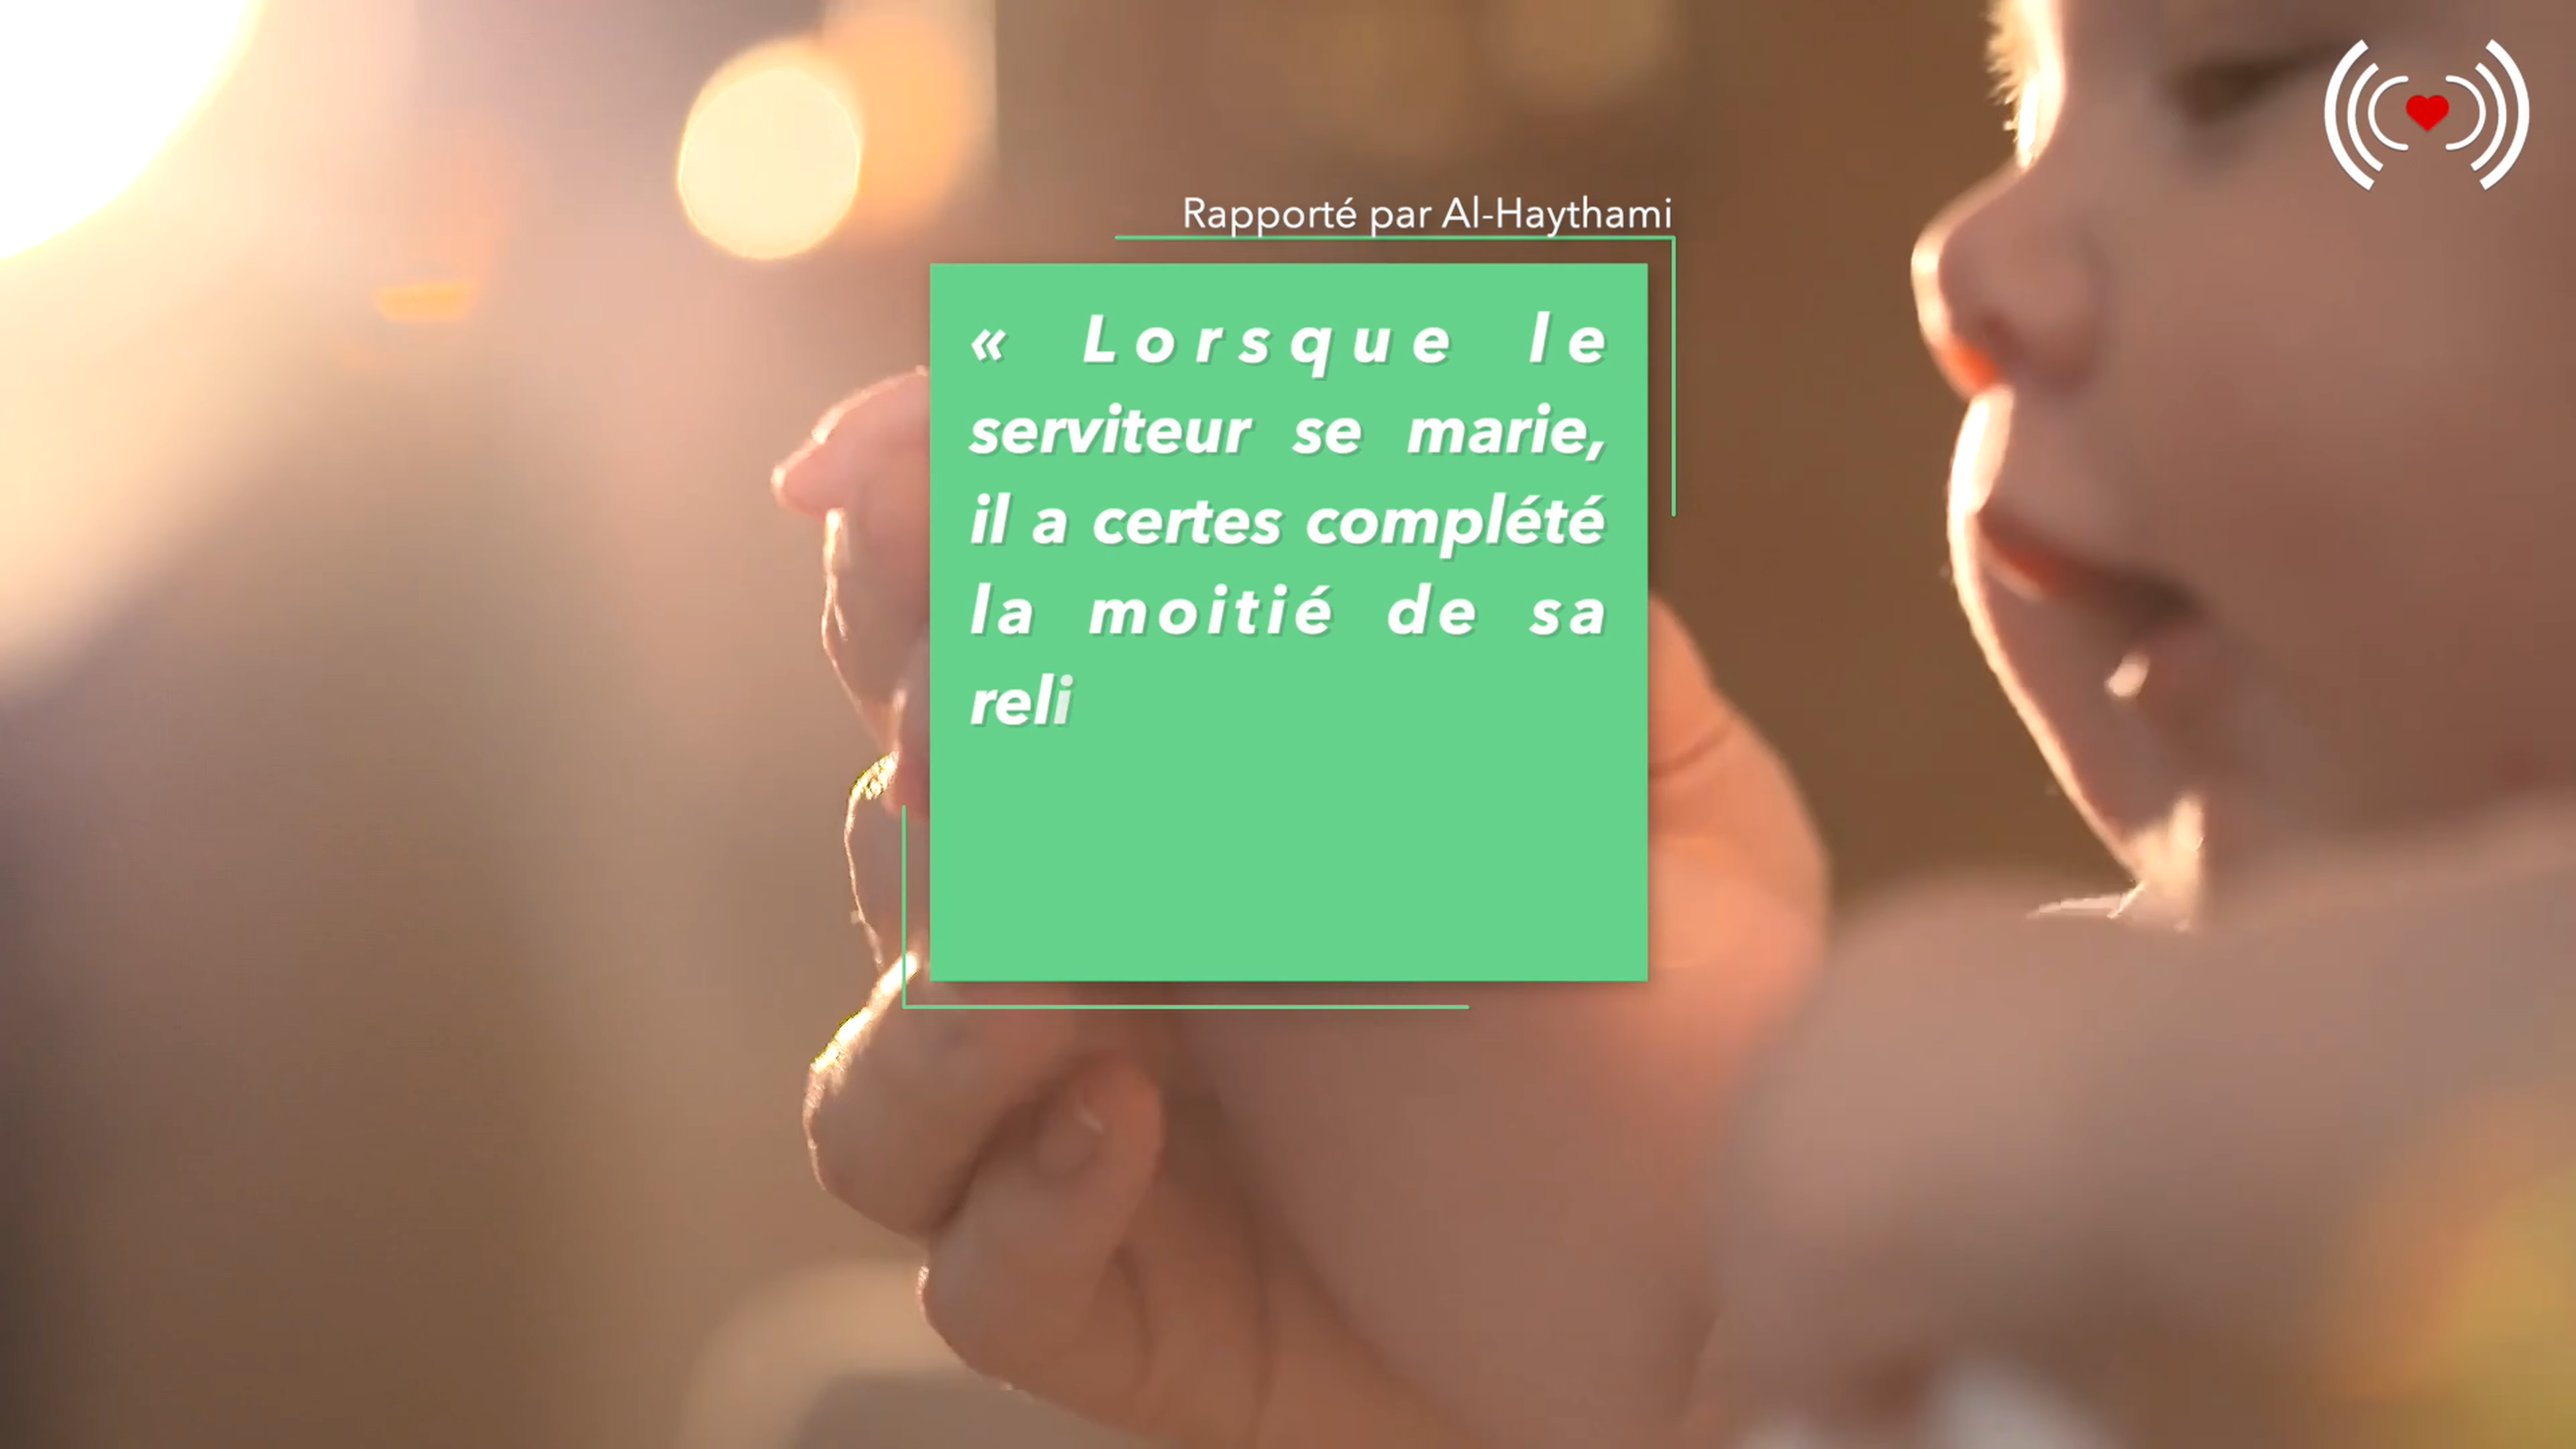 Rapporté par Al-Haythami
« Lorsque le
serviteur se marie,
il a certes complété
la moitié de sa
reli